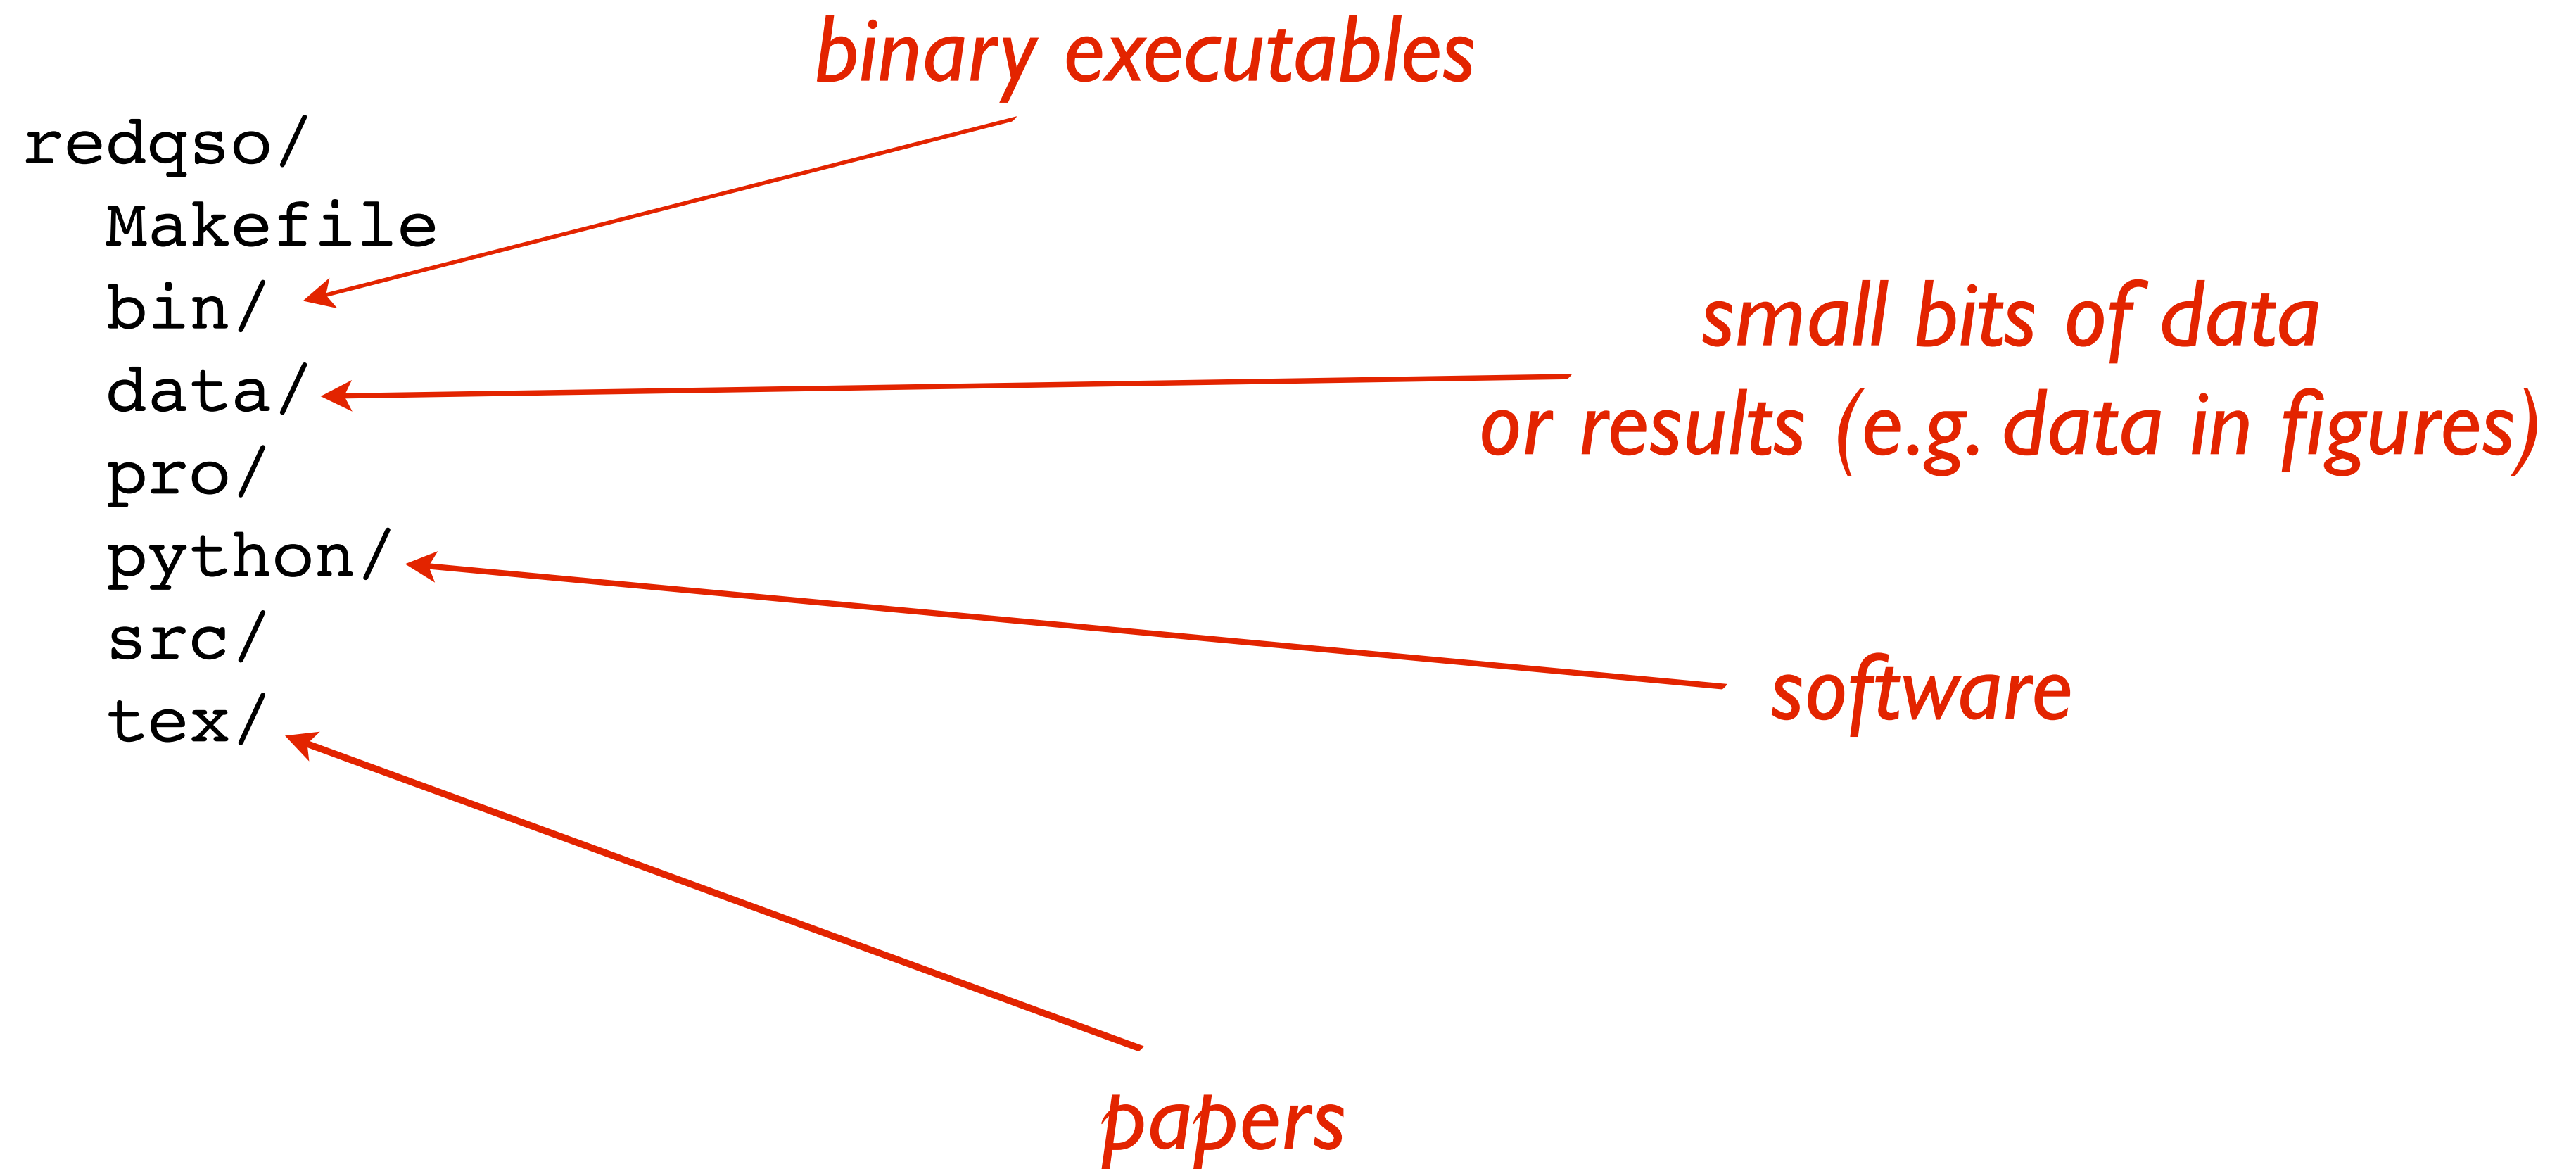 binary executables
redqso/
Makefile
bin/
small bits of data
or results (e.g. data in figures)
data/
pro/
python/
src/
software
tex/
papers